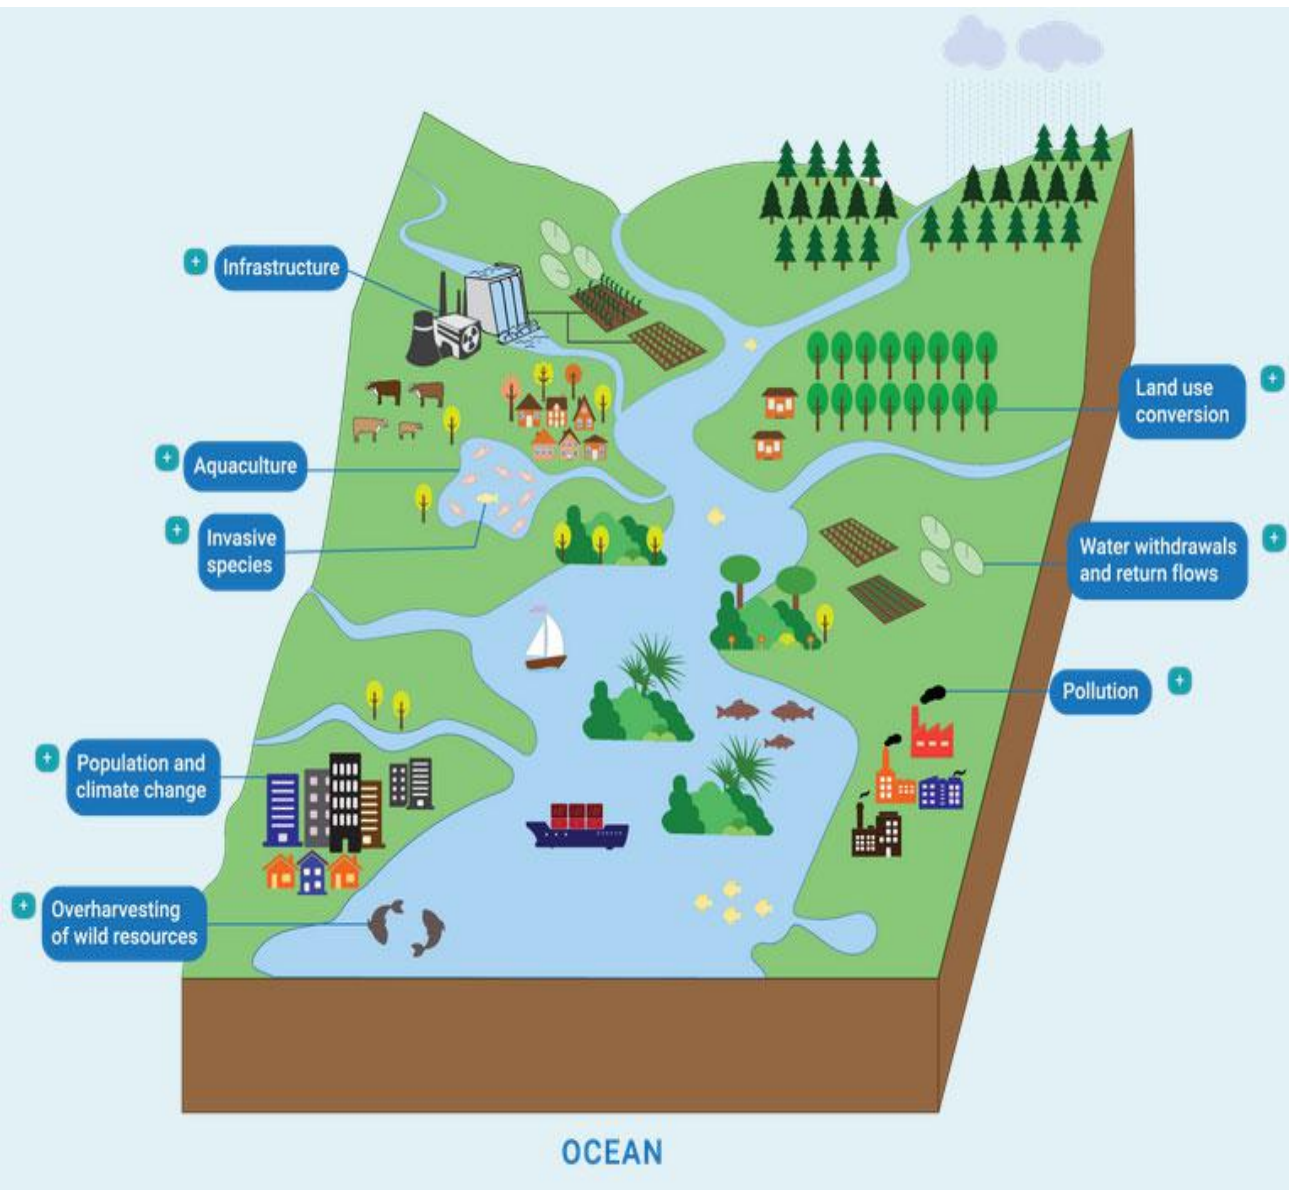 Infrastructure
Land use
conversion
Aquaculture
Invasive
species
Water withdrawals
and return flows
Pollution
Population and
climate change
Overharvesting
of wild resources
OCEAN